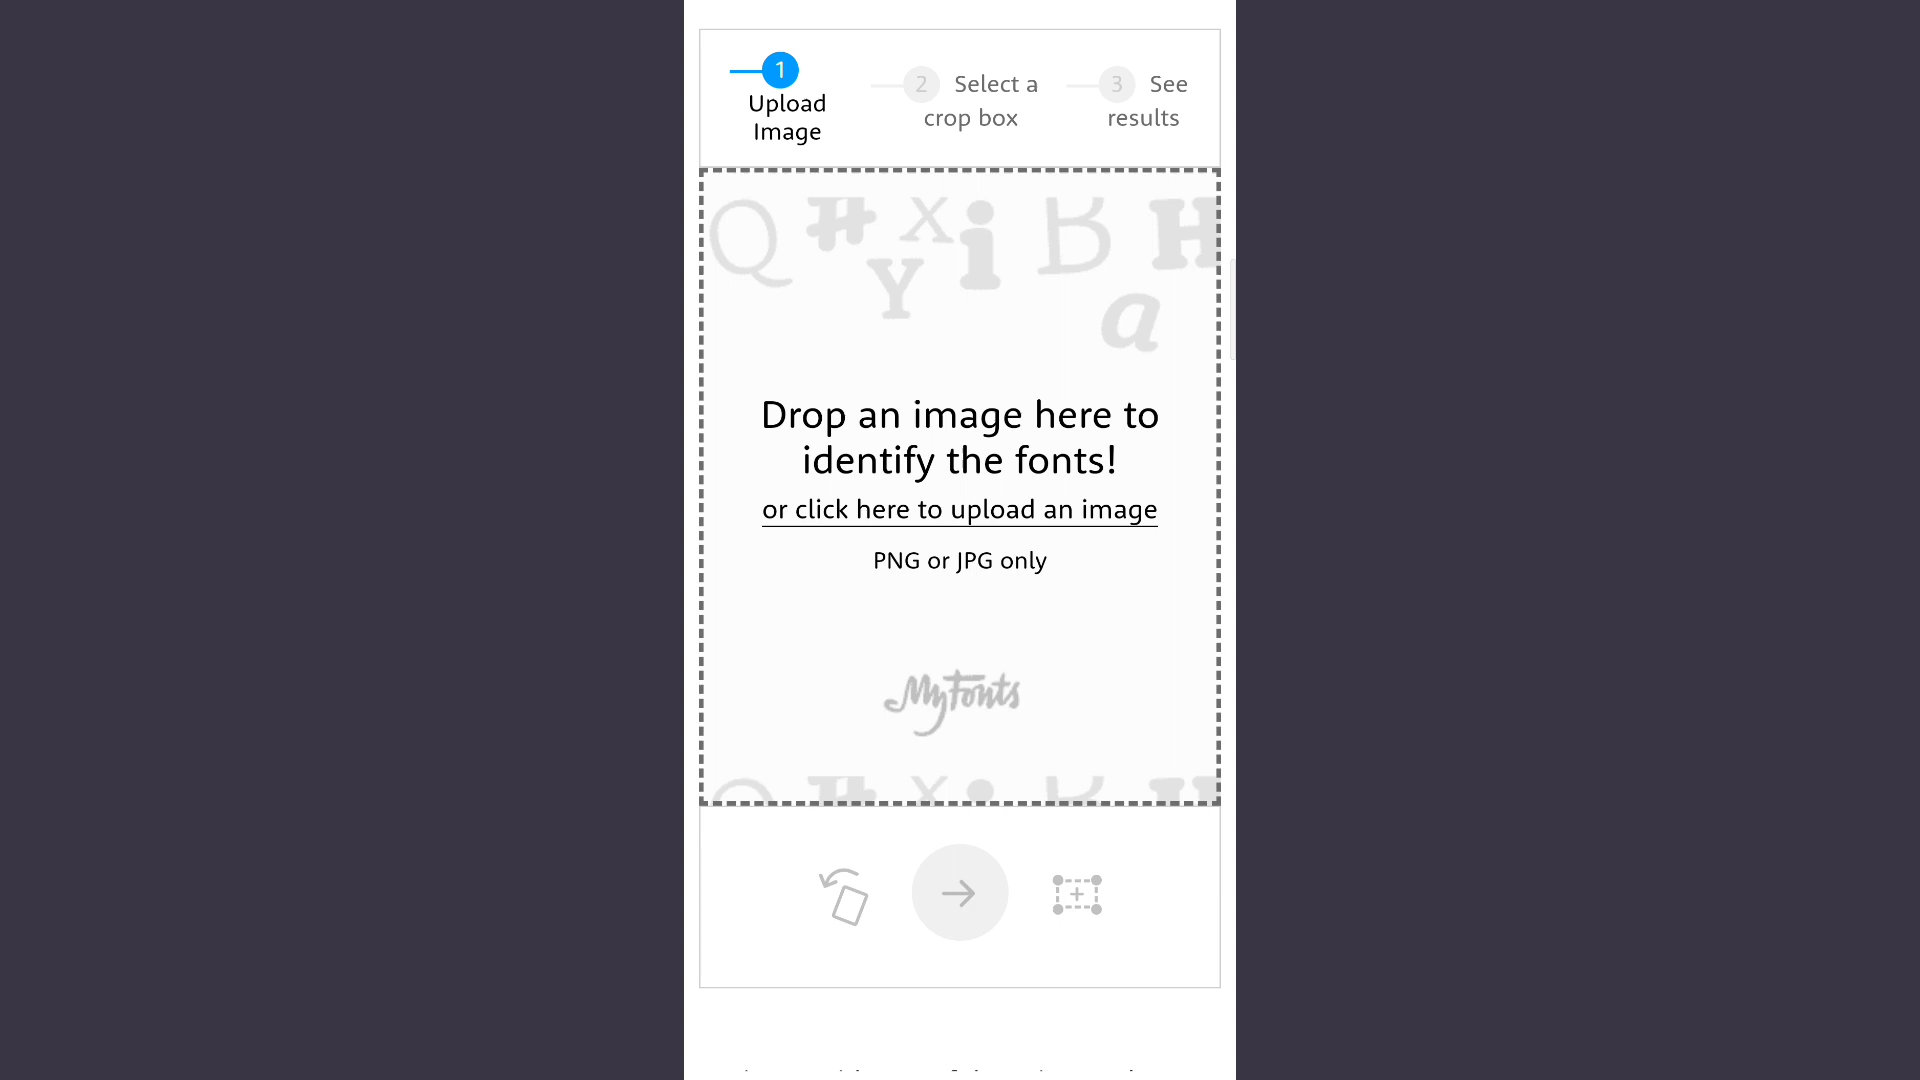 1
Upload
Image
2 Select a
crop box
3 See
results
Q H X i B H
Y
a
Drop an image here to
identify the fonts!
or click here to upload an image
PNG or JPG only
MyFonts